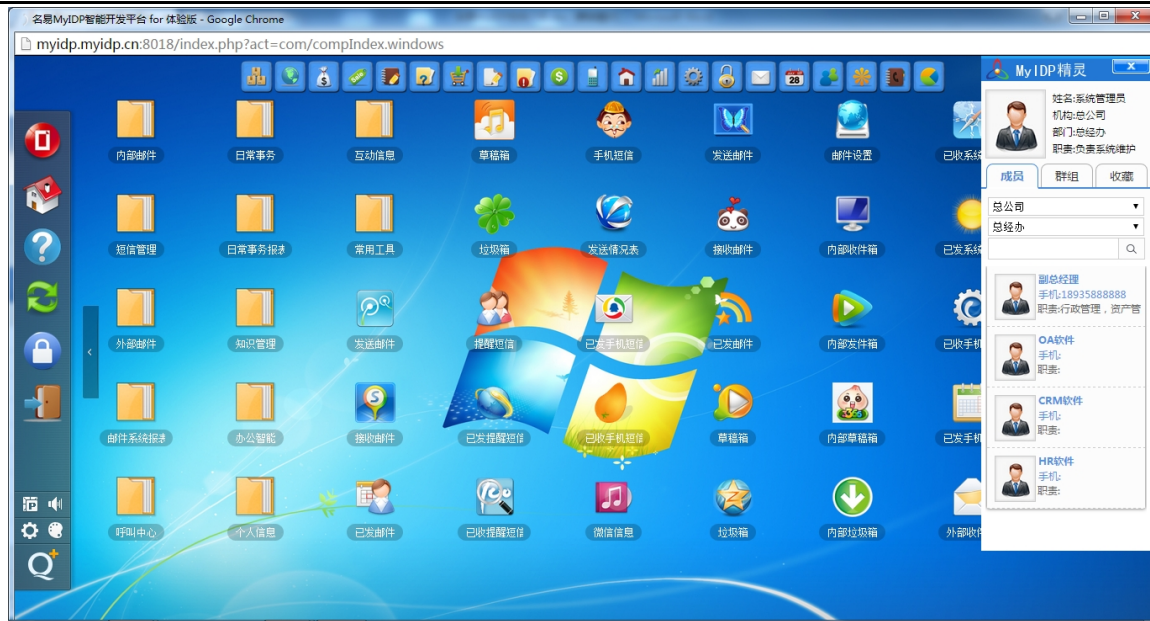 名易MyIDP智能开发平台 for 体验版 - Google Chrome
myidp.myidp.cn:8018/index.php?act=com/compIndex.windows
28
MyIDP精灵
姓名:系统管理员
机构:总公司
部门:总经办
职责:负责系统维护
成员 群组 收藏
总公司
总经办
副总经理
手机:18935888888
职责:行政管理，资产管
OA软件
手机:
职责:
CRM软件
手机:
职责:
HR软件
手机:
职责:
内部邮件 日常事务 互动信息 草稿箱 手机短信 发送邮件 邮件设置 已收系统
短信管理 日常事务报表 常用工具 垃圾箱 发送情况表 接收邮件 内部收件箱 已发系统
外部邮件 知识管理 发送邮件 提醒短信 已发手机短信 已发邮件 内部发件箱 已收手机
邮件系统报表 办公智能 接收邮件 已发提醒短信 已收手机短信 草稿箱 内部草稿箱 已发手机
呼叫中心 个人信息 已发邮件 已收提醒短信 微信信息 垃圾箱 内部垃圾箱 外部收件